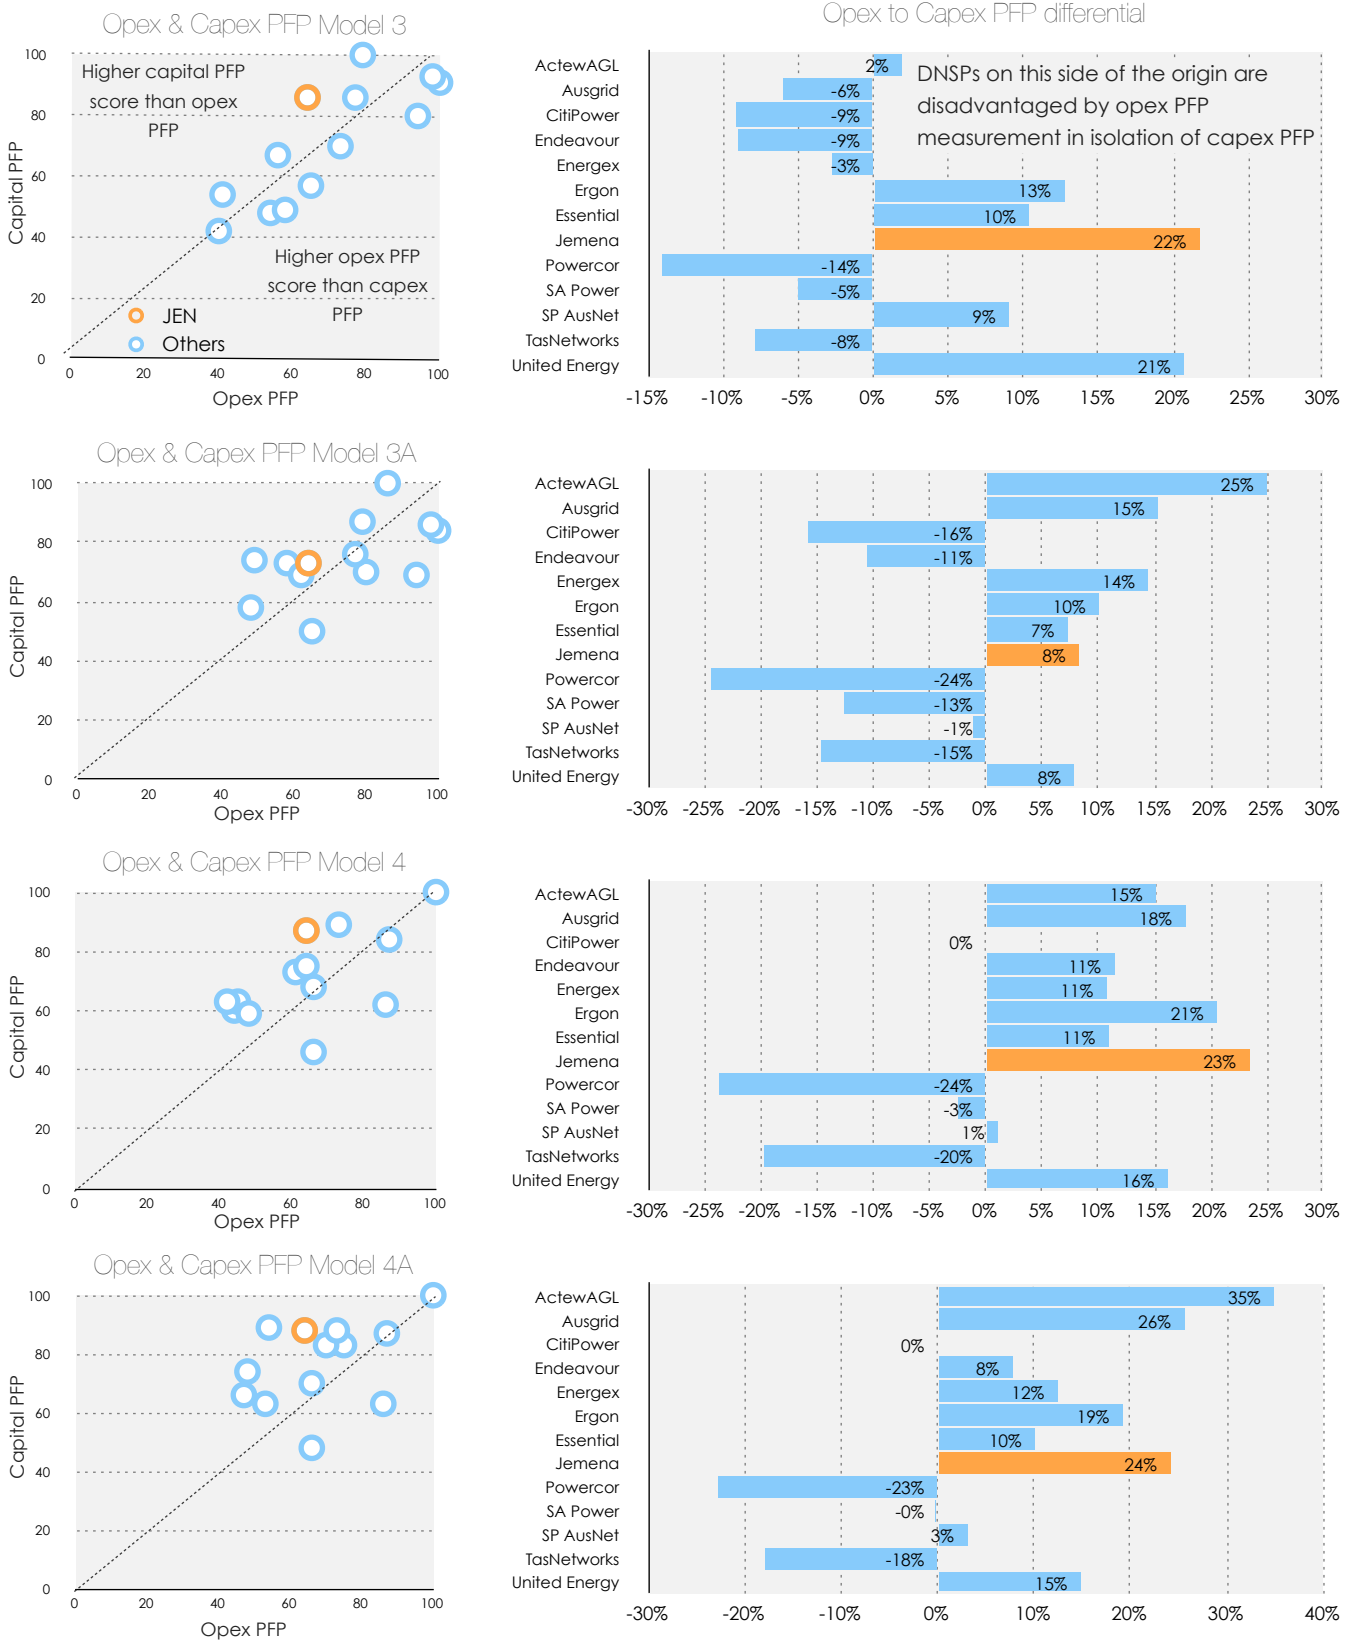 Opex & Capex PFP Model 3
Opex to Capex PFP differential
100
80
60
40
20
0
Capital PFP
Higher capital PFP
score than opex
PFP
Higher opex PFP
score than capex
PFP
JEN
Others
0 20 40 60 80 100
Opex PFP
ActewAGL 2%
Ausgrid -6%
CitiPower -9%
Endeavour -9%
Energex -3%
Ergon 13%
Essential 10%
Jemena 22%
Powercor -14%
SA Power -5%
SP AusNet 9%
TasNetworks -8%
United Energy 21%
DNSPs on this side of the origin are
disadvantaged by opex PFP
measurement in isolation of capex PFP
-15% -10% -5% 0% 5% 10% 15% 20% 25% 30%
Opex & Capex PFP Model 3A
100
80
60
40
20
0
Capital PFP
0 20 40 60 80 100
Opex PFP
ActewAGL 25%
Ausgrid 15%
CitiPower -16%
Endeavour -11%
Energex 14%
Ergon 10%
Essential 7%
Jemena 8%
Powercor -24%
SA Power -13%
SP AusNet -1%
TasNetworks -15%
United Energy 8%
-30% -25% -20% -15% -10% -5% 0% 5% 10% 15% 20% 25% 30%
Opex & Capex PFP Model 4
100
80
60
40
20
0
Capital PFP
0 20 40 60 80 100
Opex PFP
ActewAGL 15%
Ausgrid 18%
CitiPower 0%
Endeavour 11%
Energex 11%
Ergon 21%
Essential 11%
Jemena 23%
Powercor -24%
SA Power -3%
SP AusNet 1%
TasNetworks -20%
United Energy 16%
-30% -25% -20% -15% -10% -5% 0% 5% 10% 15% 20% 25% 30%
Opex & Capex PFP Model 4A
100
80
60
40
20
0
Capital PFP
0 20 40 60 80 100
Opex PFP
ActewAGL 35%
Ausgrid 26%
CitiPower 0%
Endeavour 8%
Energex 12%
Ergon 19%
Essential 10%
Jemena 24%
Powercor -23%
SA Power -0%
SP AusNet 3%
TasNetworks -18%
United Energy 15%
-30% -20% -10% 0% 10% 20% 30% 40%